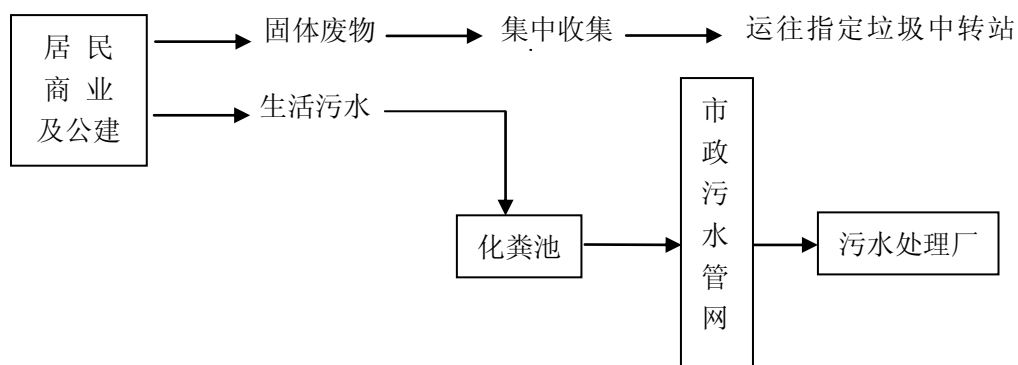 居 民
商 业
及公建
固体废物
集中收集
运往指定垃圾中转站
生活污水
化粪池
市
政
污
水
管
网
污水处理厂